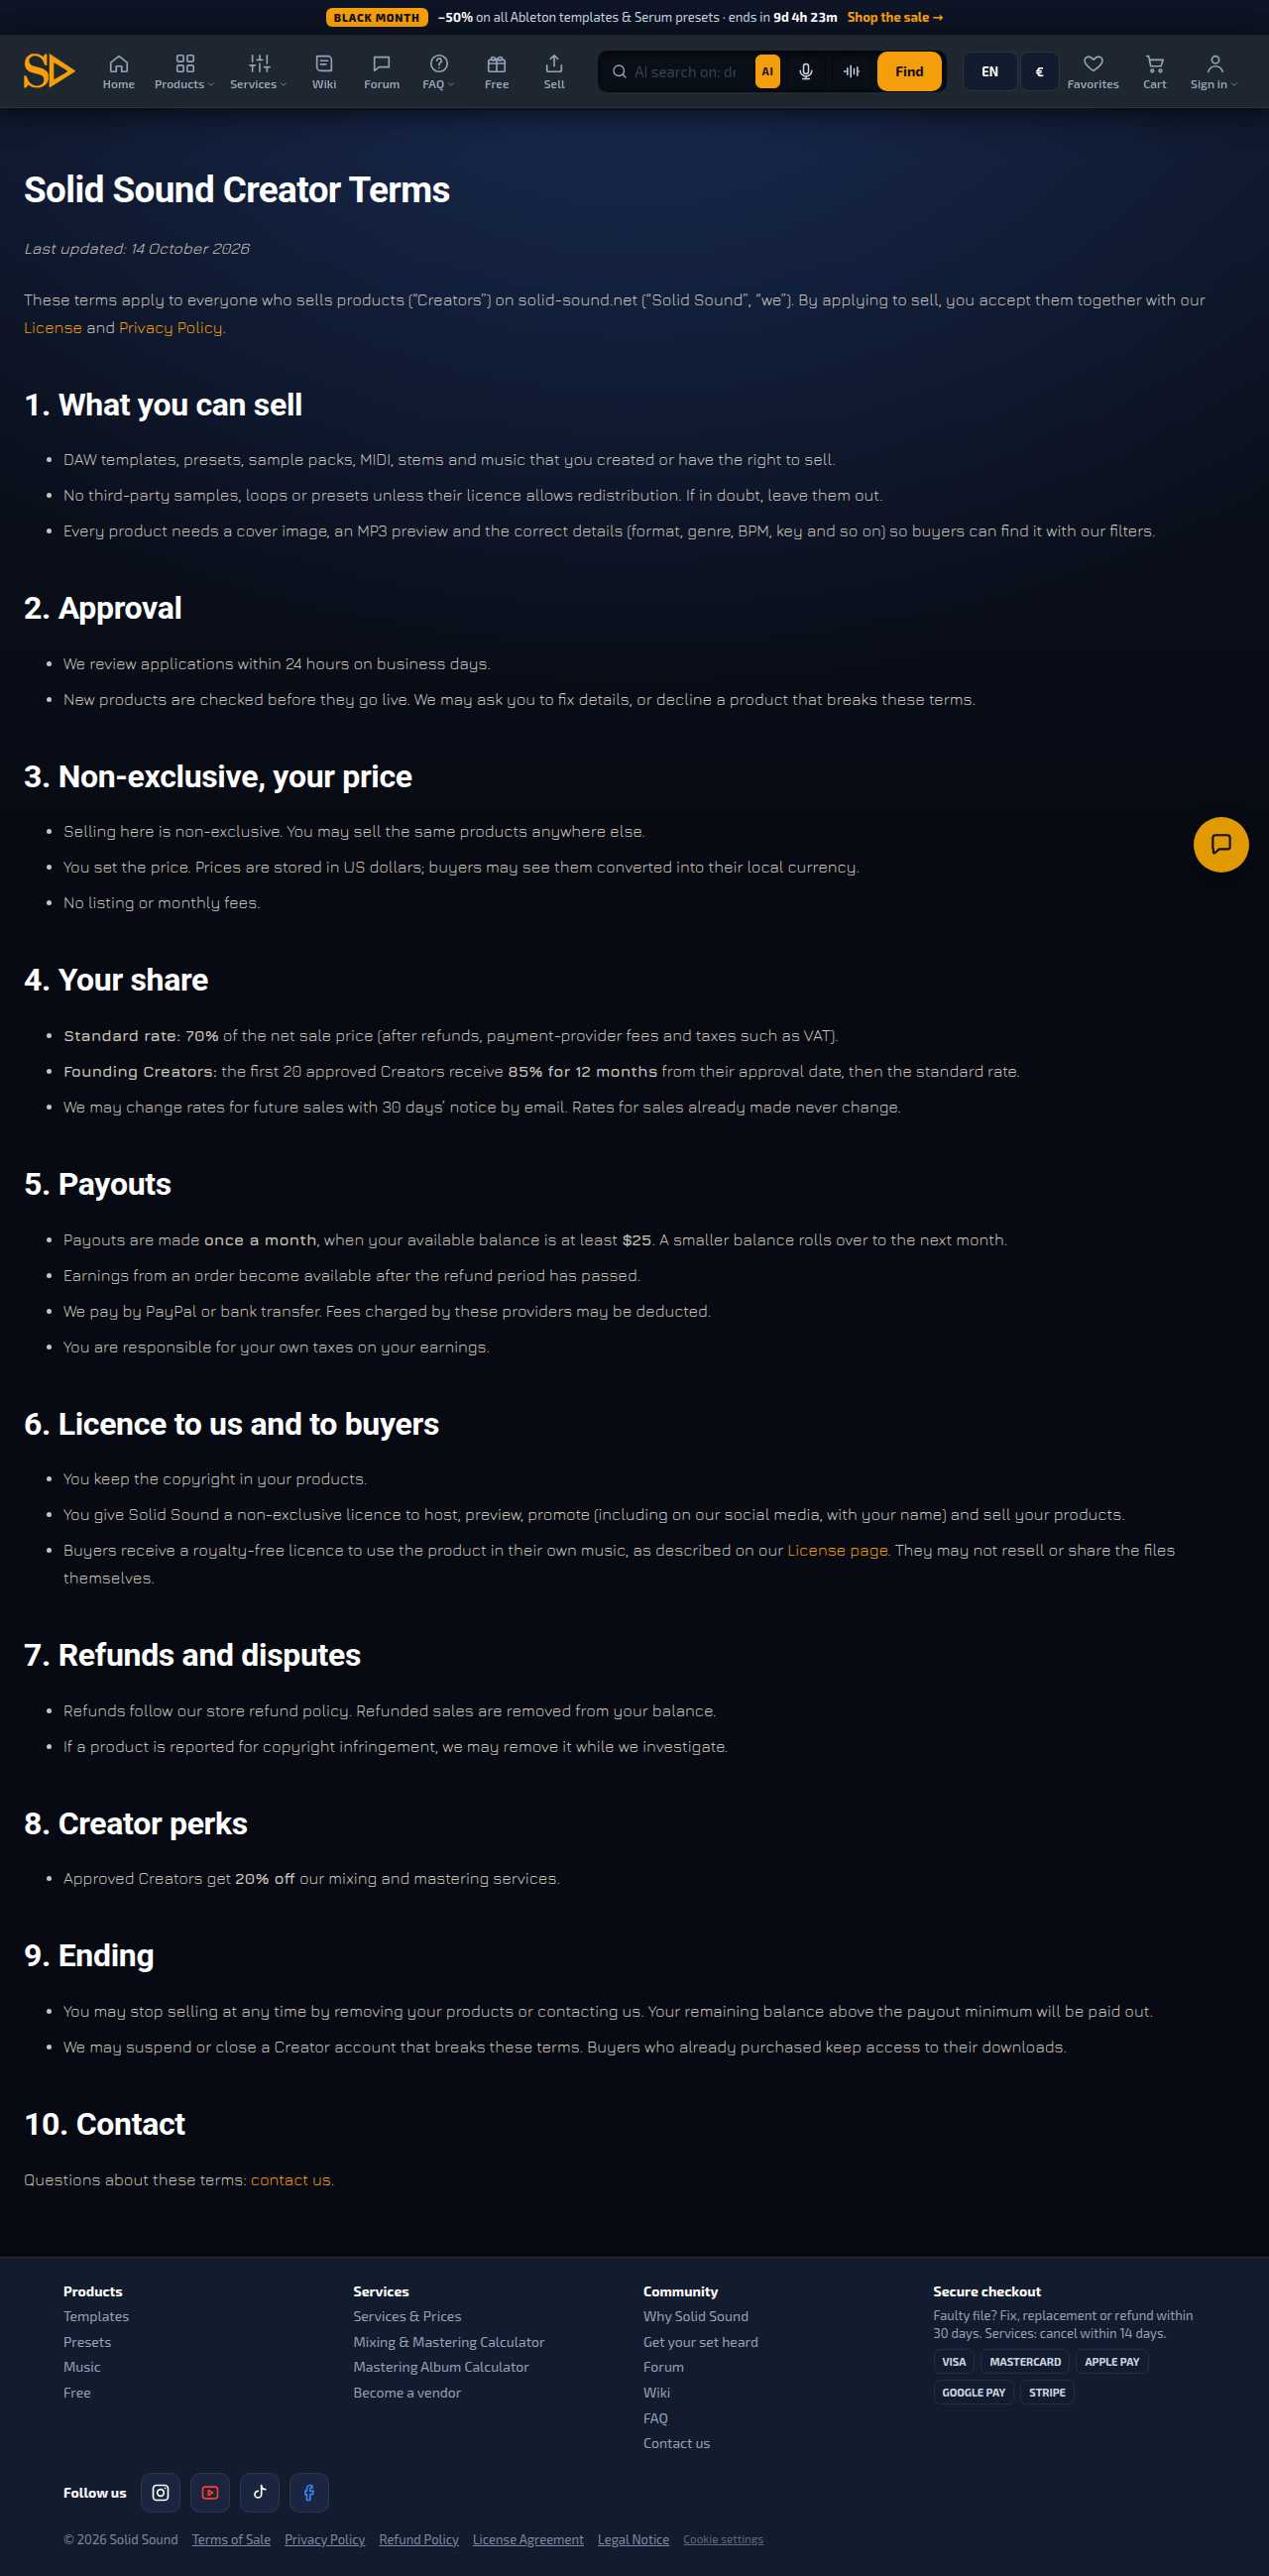 BLACK MONTH −50% on all Ableton templates & Serum presets · ends in 9d 4h 23m Shop the sale →
Home
Products
Services
Wiki
Forum
FAQ
Free
Sell
AI search on: de
AI
Find
EN
€
Favorites
Cart
Sign in
Solid Sound Creator Terms
Last updated: 14 October 2026
These terms apply to everyone who sells products (“Creators”) on solid-sound.net (“Solid Sound”, “we”). By applying to sell, you accept them together with our
License and Privacy Policy.
1. What you can sell
• DAW templates, presets, sample packs, MIDI, stems and music that you created or have the right to sell.
• No third-party samples, loops or presets unless their licence allows redistribution. If in doubt, leave them out.
• Every product needs a cover image, an MP3 preview and the correct details (format, genre, BPM, key and so on) so buyers can find it with our filters.
2. Approval
• We review applications within 24 hours on business days.
• New products are checked before they go live. We may ask you to fix details, or decline a product that breaks these terms.
3. Non-exclusive, your price
• Selling here is non-exclusive. You may sell the same products anywhere else.
• You set the price. Prices are stored in US dollars; buyers may see them converted into their local currency.
• No listing or monthly fees.
4. Your share
• Standard rate: 70% of the net sale price (after refunds, payment-provider fees and taxes such as VAT).
• Founding Creators: the first 20 approved Creators receive 85% for 12 months from their approval date, then the standard rate.
• We may change rates for future sales with 30 days’ notice by email. Rates for sales already made never change.
5. Payouts
• Payouts are made once a month, when your available balance is at least $25. A smaller balance rolls over to the next month.
• Earnings from an order become available after the refund period has passed.
• We pay by PayPal or bank transfer. Fees charged by these providers may be deducted.
• You are responsible for your own taxes on your earnings.
6. Licence to us and to buyers
• You keep the copyright in your products.
• You give Solid Sound a non-exclusive licence to host, preview, promote (including on our social media, with your name) and sell your products.
• Buyers receive a royalty-free licence to use the product in their own music, as described on our License page. They may not resell or share the files
themselves.
7. Refunds and disputes
• Refunds follow our store refund policy. Refunded sales are removed from your balance.
• If a product is reported for copyright infringement, we may remove it while we investigate.
8. Creator perks
• Approved Creators get 20% off our mixing and mastering services.
9. Ending
• You may stop selling at any time by removing your products or contacting us. Your remaining balance above the payout minimum will be paid out.
• We may suspend or close a Creator account that breaks these terms. Buyers who already purchased keep access to their downloads.
10. Contact
Questions about these terms: contact us.
Products
Templates
Presets
Music
Free
Services
Services & Prices
Mixing & Mastering Calculator
Mastering Album Calculator
Become a vendor
Community
Why Solid Sound
Get your set heard
Forum
Wiki
FAQ
Contact us
Secure checkout
Faulty file? Fix, replacement or refund within
30 days. Services: cancel within 14 days.
VISA MASTERCARD APPLE PAY
GOOGLE PAY STRIPE
Follow us
© 2026 Solid Sound Terms of Sale Privacy Policy Refund Policy License Agreement Legal Notice Cookie settings